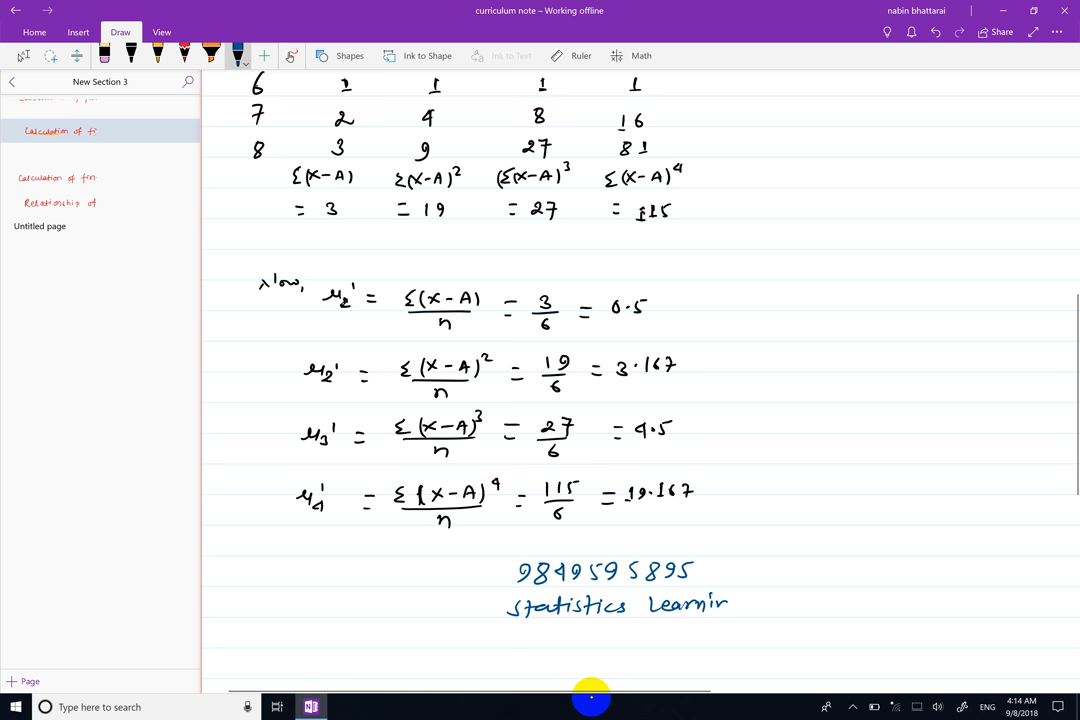 curriculum note – Working offline
nabin bhattarai
Home Insert Draw View
Share
Shapes Ink to Shape Ink to Text Ruler Math
New Section 3
Calculation of fi
Calculation of fin
Relationship of
Untitled page
Page
6 1 1 1 1
7 2 4 8 16
8 3 9 27 81
Σ(X-A) Σ(X-A)² (Σ(X-A)³ Σ(X-A)⁴
= 3 = 19 = 27 = 115
Now, μ₂' = Σ(X-A)/n = 3/6 = 0.5
μ₂' = Σ(X-A)²/n = 19/6 = 3.167
μ₃' = Σ(X-A)³/n = 27/6 = 4.5
μ₄' = Σ(X-A)⁴/n = 115/6 = 19.167
9849595895
statistics Learnin
Type here to search
ENG
4:14 AM
9/8/2018